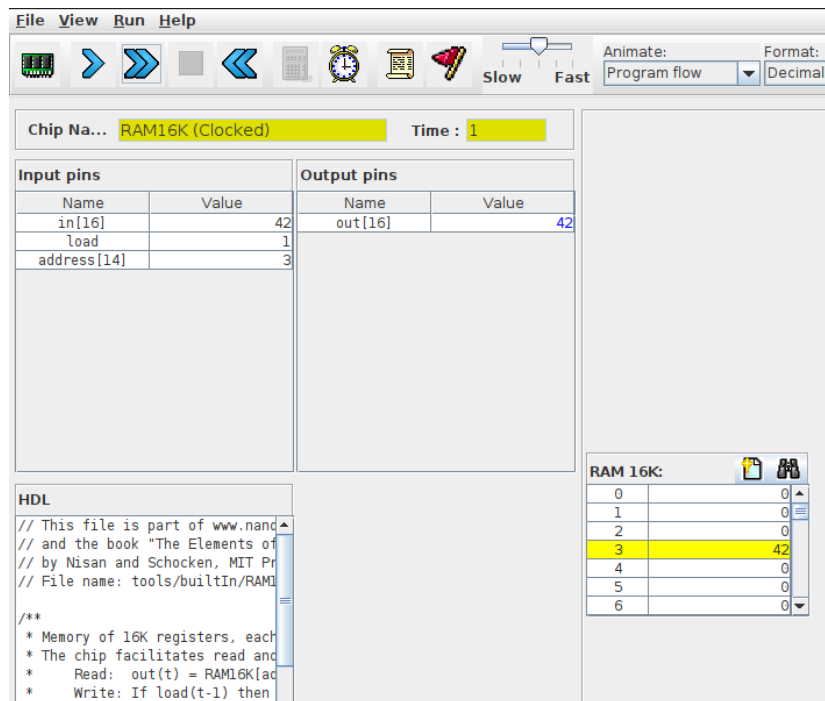 File View Run Help
Slow Fast
Animate:
Program flow
Format:
Decimal
Chip Na... RAM16K (Clocked) Time : 1
Input pins
Name Value
in[16] 42
load 1
address[14] 3
Output pins
Name Value
out[16] 42
HDL
// This file is part of www.nand
// and the book "The Elements of
// by Nisan and Schocken, MIT Pr
// File name: tools/builtIn/RAM1
/**
* Memory of 16K registers, each
* The chip facilitates read and
* Read: out(t) = RAM16K[ad
* Write: If load(t-1) then
RAM 16K:
0 0
1 0
2 0
3 42
4 0
5 0
6 0